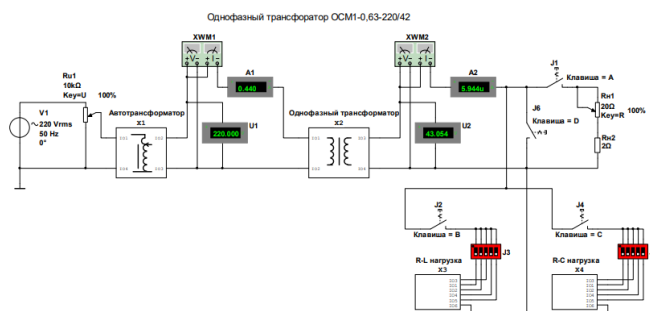 Однофазный трансфоратор ОСМ1-0,63-220/42
XWM1
XWM2
A1
0.440
A2
5.944u
J1
Клавиша = A
Ru1
10kΩ
Key=U
100%
V1
220 Vrms
50 Hz
0°
Автотрансформатор
X1
U1
220.000
Однофазный трансформатор
X2
U2
43.054
J6
Клавиша = D
Rн1
20Ω
Key=R
100%
Rн2
2Ω
J2
Клавиша = B
J3
R-L нагрузка
X3
J4
Клавиша = C
R-C нагрузка
X4